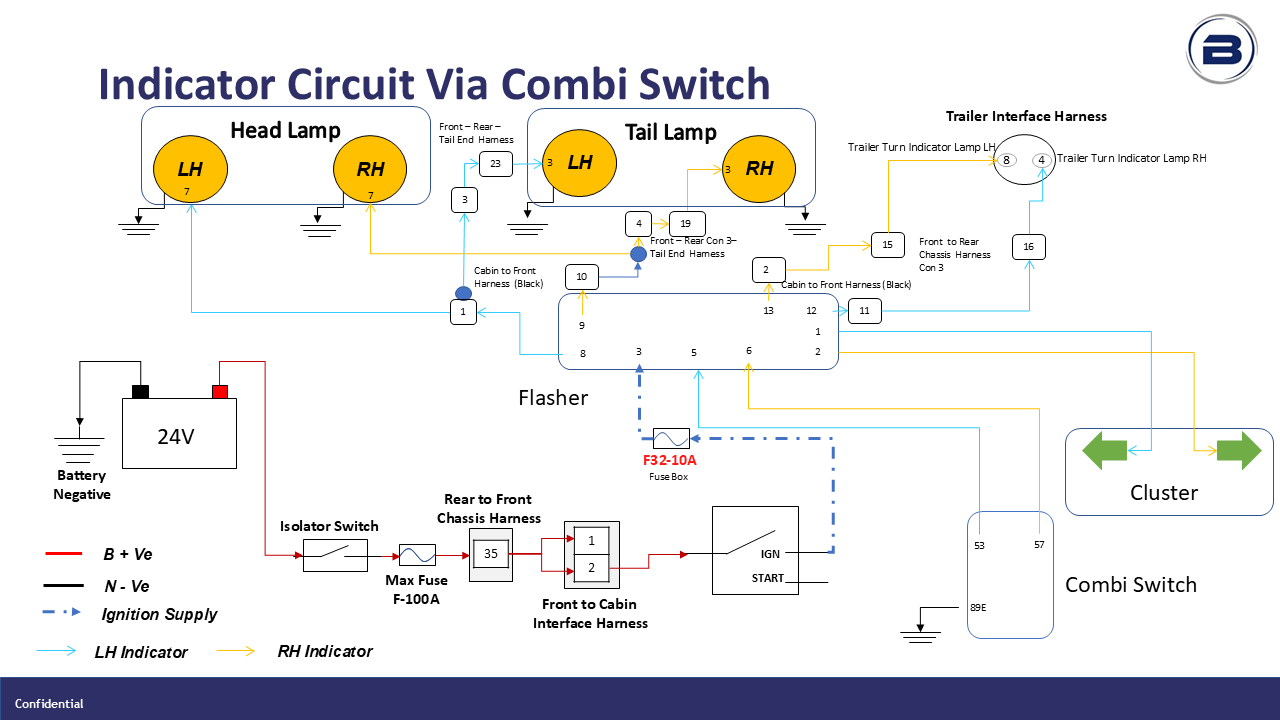 Indicator Circuit Via Combi Switch
B
Head Lamp
LH
7
RH
7
Front – Rear –
Tail End Harness
23
3
Tail Lamp
3
LH
3
RH
Trailer Interface Harness
Trailer Turn Indicator Lamp LH
8
4
Trailer Turn Indicator Lamp RH
4
19
Front – Rear Con 3–
Tail End Harness
15
Front to Rear
Chassis Harness
Con 3
16
Cabin to Front
Harness (Black)
1
10
2
Cabin to Front Harness (Black)
11
9
13
12
1
8
3
5
6
2
Flasher
24V
Battery
Negative
F32-10A
Fuse Box
Cluster
Isolator Switch
Max Fuse
F-100A
Rear to Front
Chassis Harness
35
1
2
Front to Cabin
Interface Harness
IGN
START
53
57
89E
Combi Switch
B + Ve
N - Ve
Ignition Supply
LH Indicator
RH Indicator
Confidential